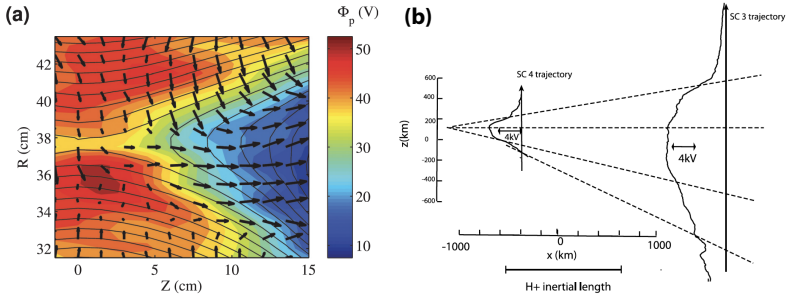 (a)
Φp (V)
42
40
38
36
34
32
R (cm)
0
5
10
15
Z (cm)
50
40
30
20
10
(b)
SC 3 trajectory
SC 4 trajectory
600
400
200
0
-200
-400
-600
z(km)
4kV
4kV
-1000
0
1000
x (km)
H+ inertial length